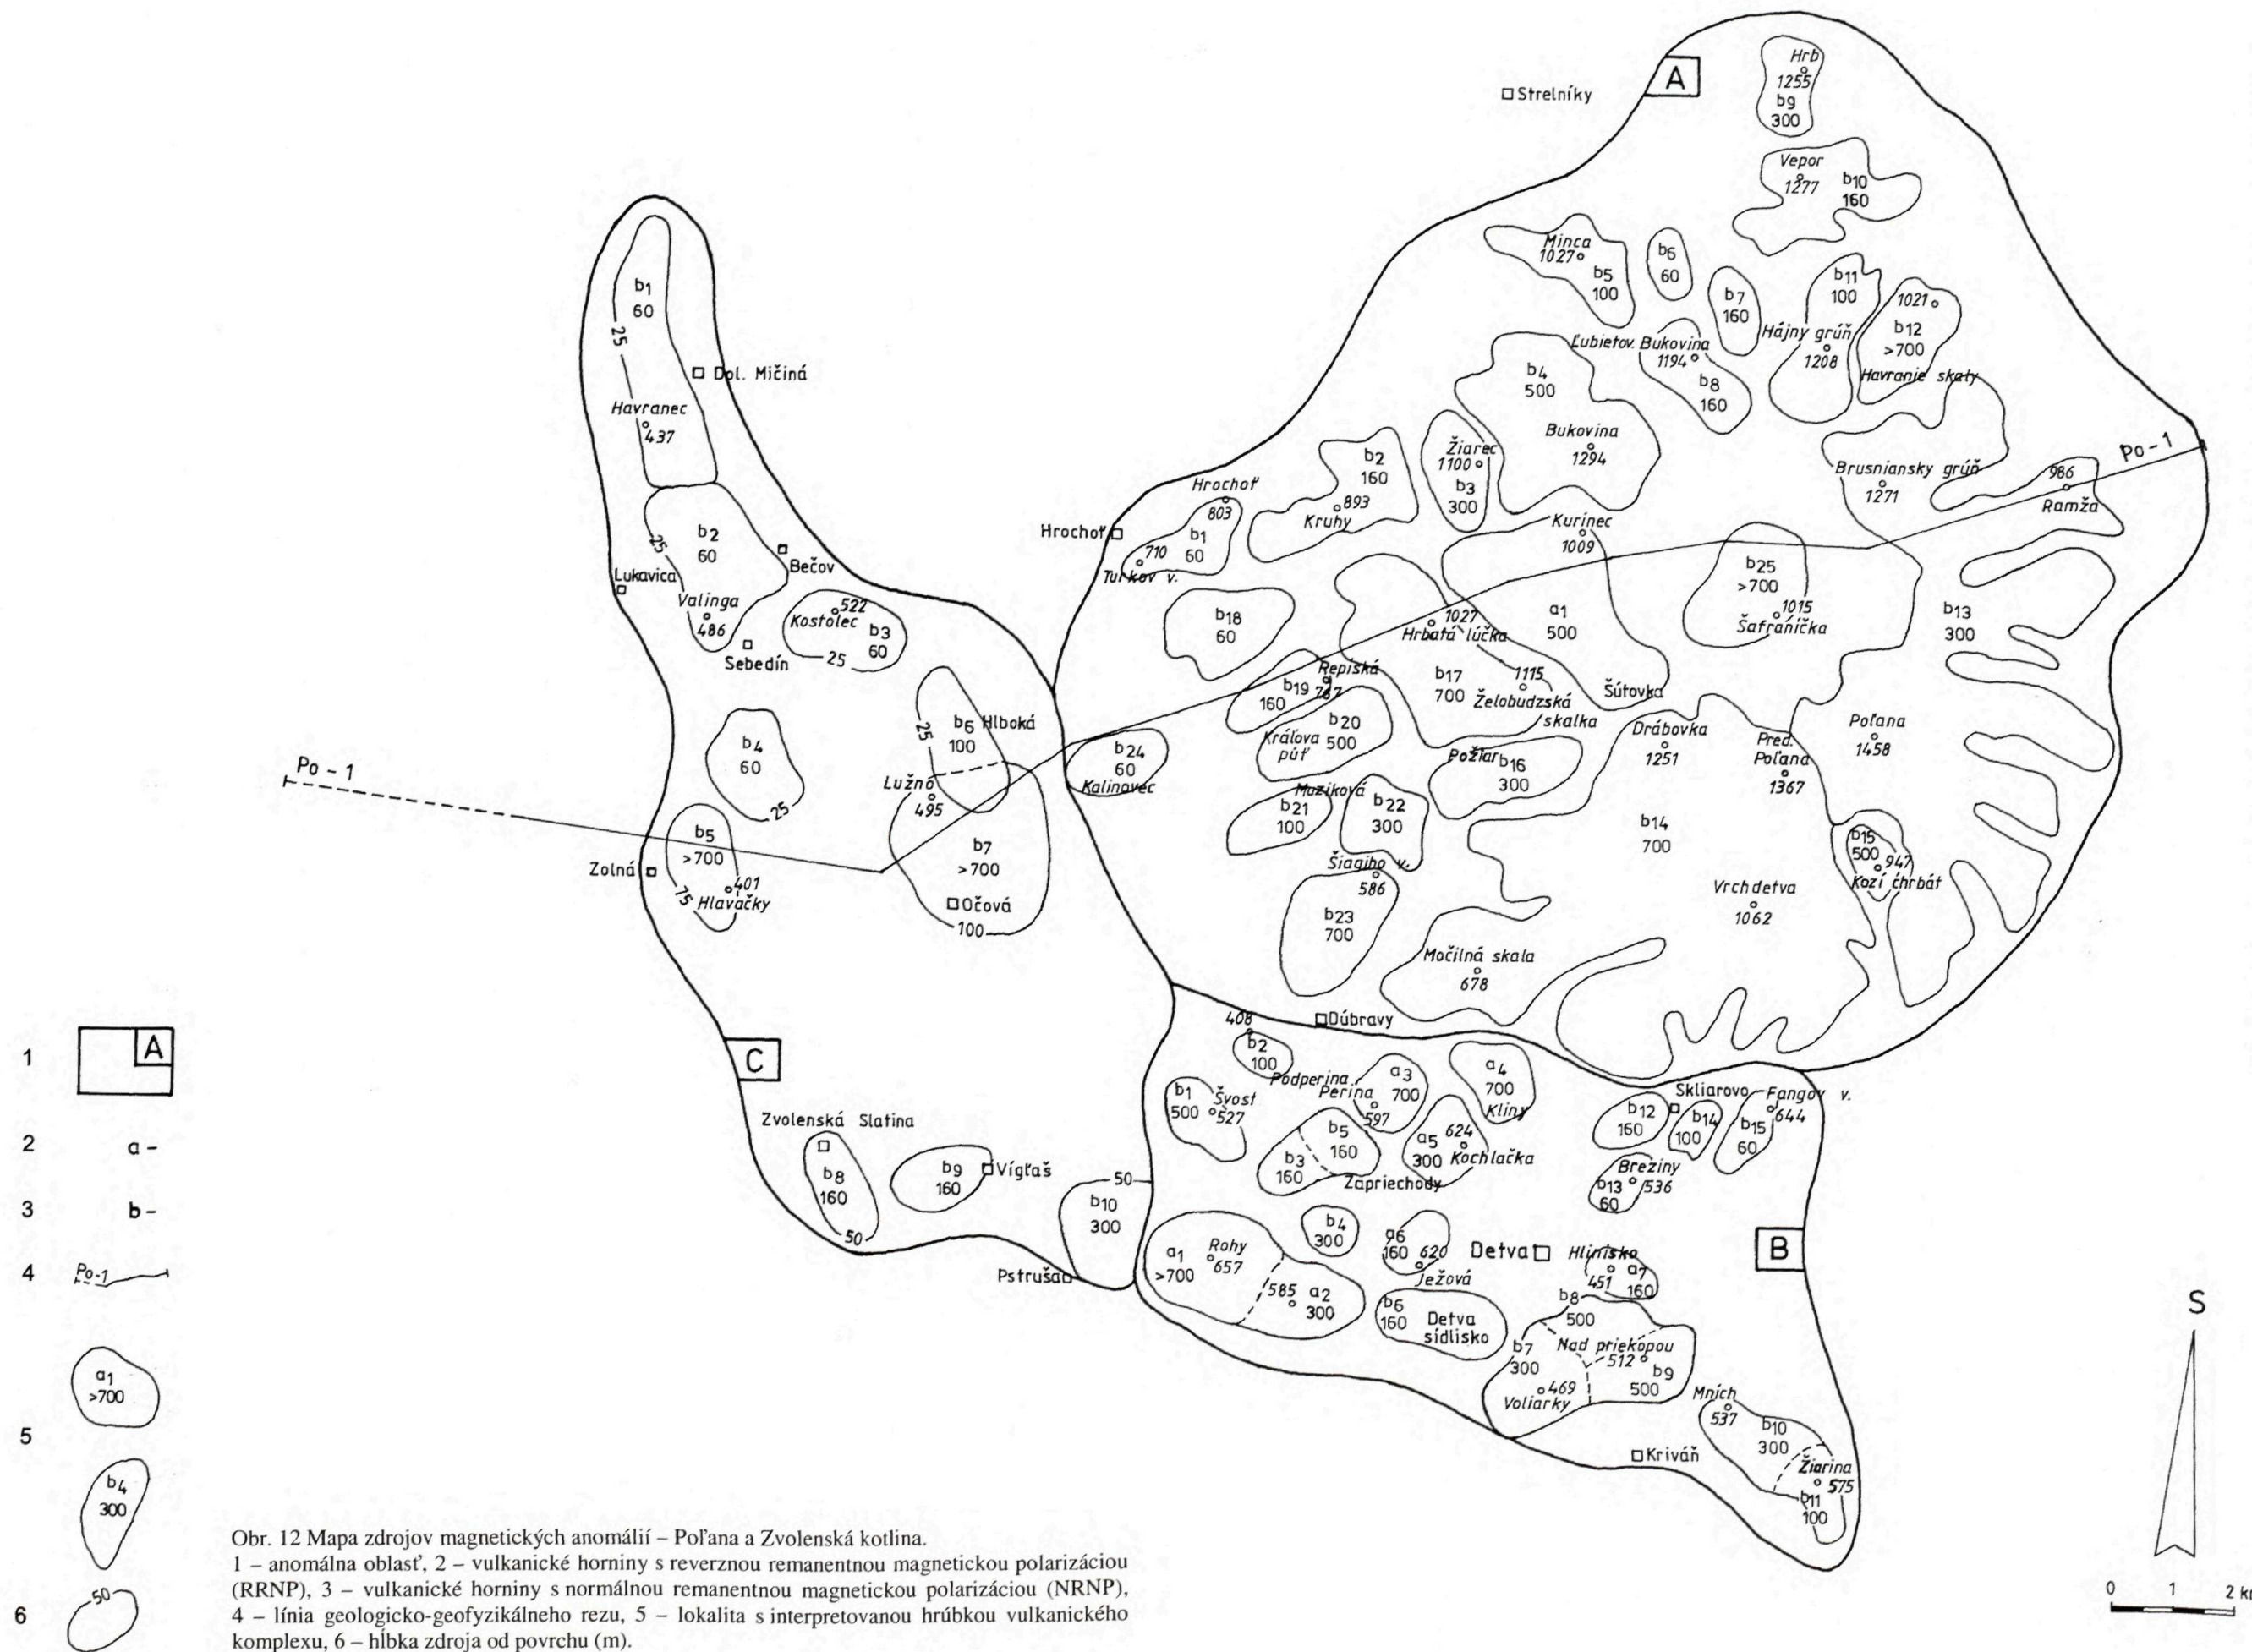 A
Hrb
1255
b9
300
Strelníky
Vepor
1277
b10
160
Minca
1027
b5
100
b6
60
b7
160
b11
100
Hájny grúň
1208
1021
b12
>700
Havranie skaly
Ľubietov. Bukovina
1194
b8
160
b4
500
Bukovina
1294
Žiarec
1100
b3
300
b2
160
893
Kruhy
Hrochoť
803
Hrochoť
710
b1
60
Turkov v.
Kurinec
1009
Brusniansky grúň
1271
986
Ramža
Po-1
b25
>700
1015
Šafránička
b13
300
b18
60
1027
Hrbatá lúčka
a1
500
Repiská
b19
767
160
b17
700
1115
Želobudzská
skalka
Šútovka
b20
500
Kráľova
púť
Drábovka
1251
Pred.
Poľana
1367
Poľana
1458
b24
60
Kalinovec
Požiar
b16
300
Muziková
b21
100
b22
300
b14
700
b15
500
947
Kozí chrbát
Šiagiho v.
586
b23
700
Vrchdetva
1062
Močilná skala
678
Dúbravy
b1
60
25
Dol. Mičiná
Havranec
437
b2
60
25
Bečov
Lukavica
Valinga
486
Sebedín
522
Kostolec
b3
60
25
b4
60
25
b6
Hlboká
100
25
Lužno
495
Po-1
b5
>700
401
Hlavačky
75
Zolná
b7
>700
Očová
100
C
Zvolenská Slatina
b8
160
50
b9
160
Vígľaš
b10
300
50
Pstruša
408
b2
100
Podperina
Perina
a3
700
597
a4
700
Kliny
b1
500
Švost
527
b5
160
b3
160
Zapriechody
a5
300
624
Kochlačka
Skliarovo
Fangov v.
644
b12
160
b14
100
b15
60
Breziny
b13
536
60
b4
300
a6
160
620
Ježová
Detva
Hlinisko
451
a7
160
B
a1
>700
Rohy
657
585
a2
300
b6
160
Detva
sídlisko
b8
500
Nad priekopou
512
b7
300
b9
500
469
Voliarky
Mních
537
b10
300
Kriváň
Žiarina
575
b11
100
1
A
2
a -
3
b -
4
Po-1
5
a1
>700
b4
300
6
50
S
0 1 2 km
Obr. 12 Mapa zdrojov magnetických anomálií – Poľana a Zvolenská kotlina.
1 – anomálna oblasť, 2 – vulkanické horniny s reverznou remanentnou magnetickou polarizáciou
(RRNP), 3 – vulkanické horniny s normálnou remanentnou magnetickou polarizáciou (NRNP),
4 – línia geologicko-geofyzikálneho rezu, 5 – lokalita s interpretovanou hrúbkou vulkanického
komplexu, 6 – hĺbka zdroja od povrchu (m).